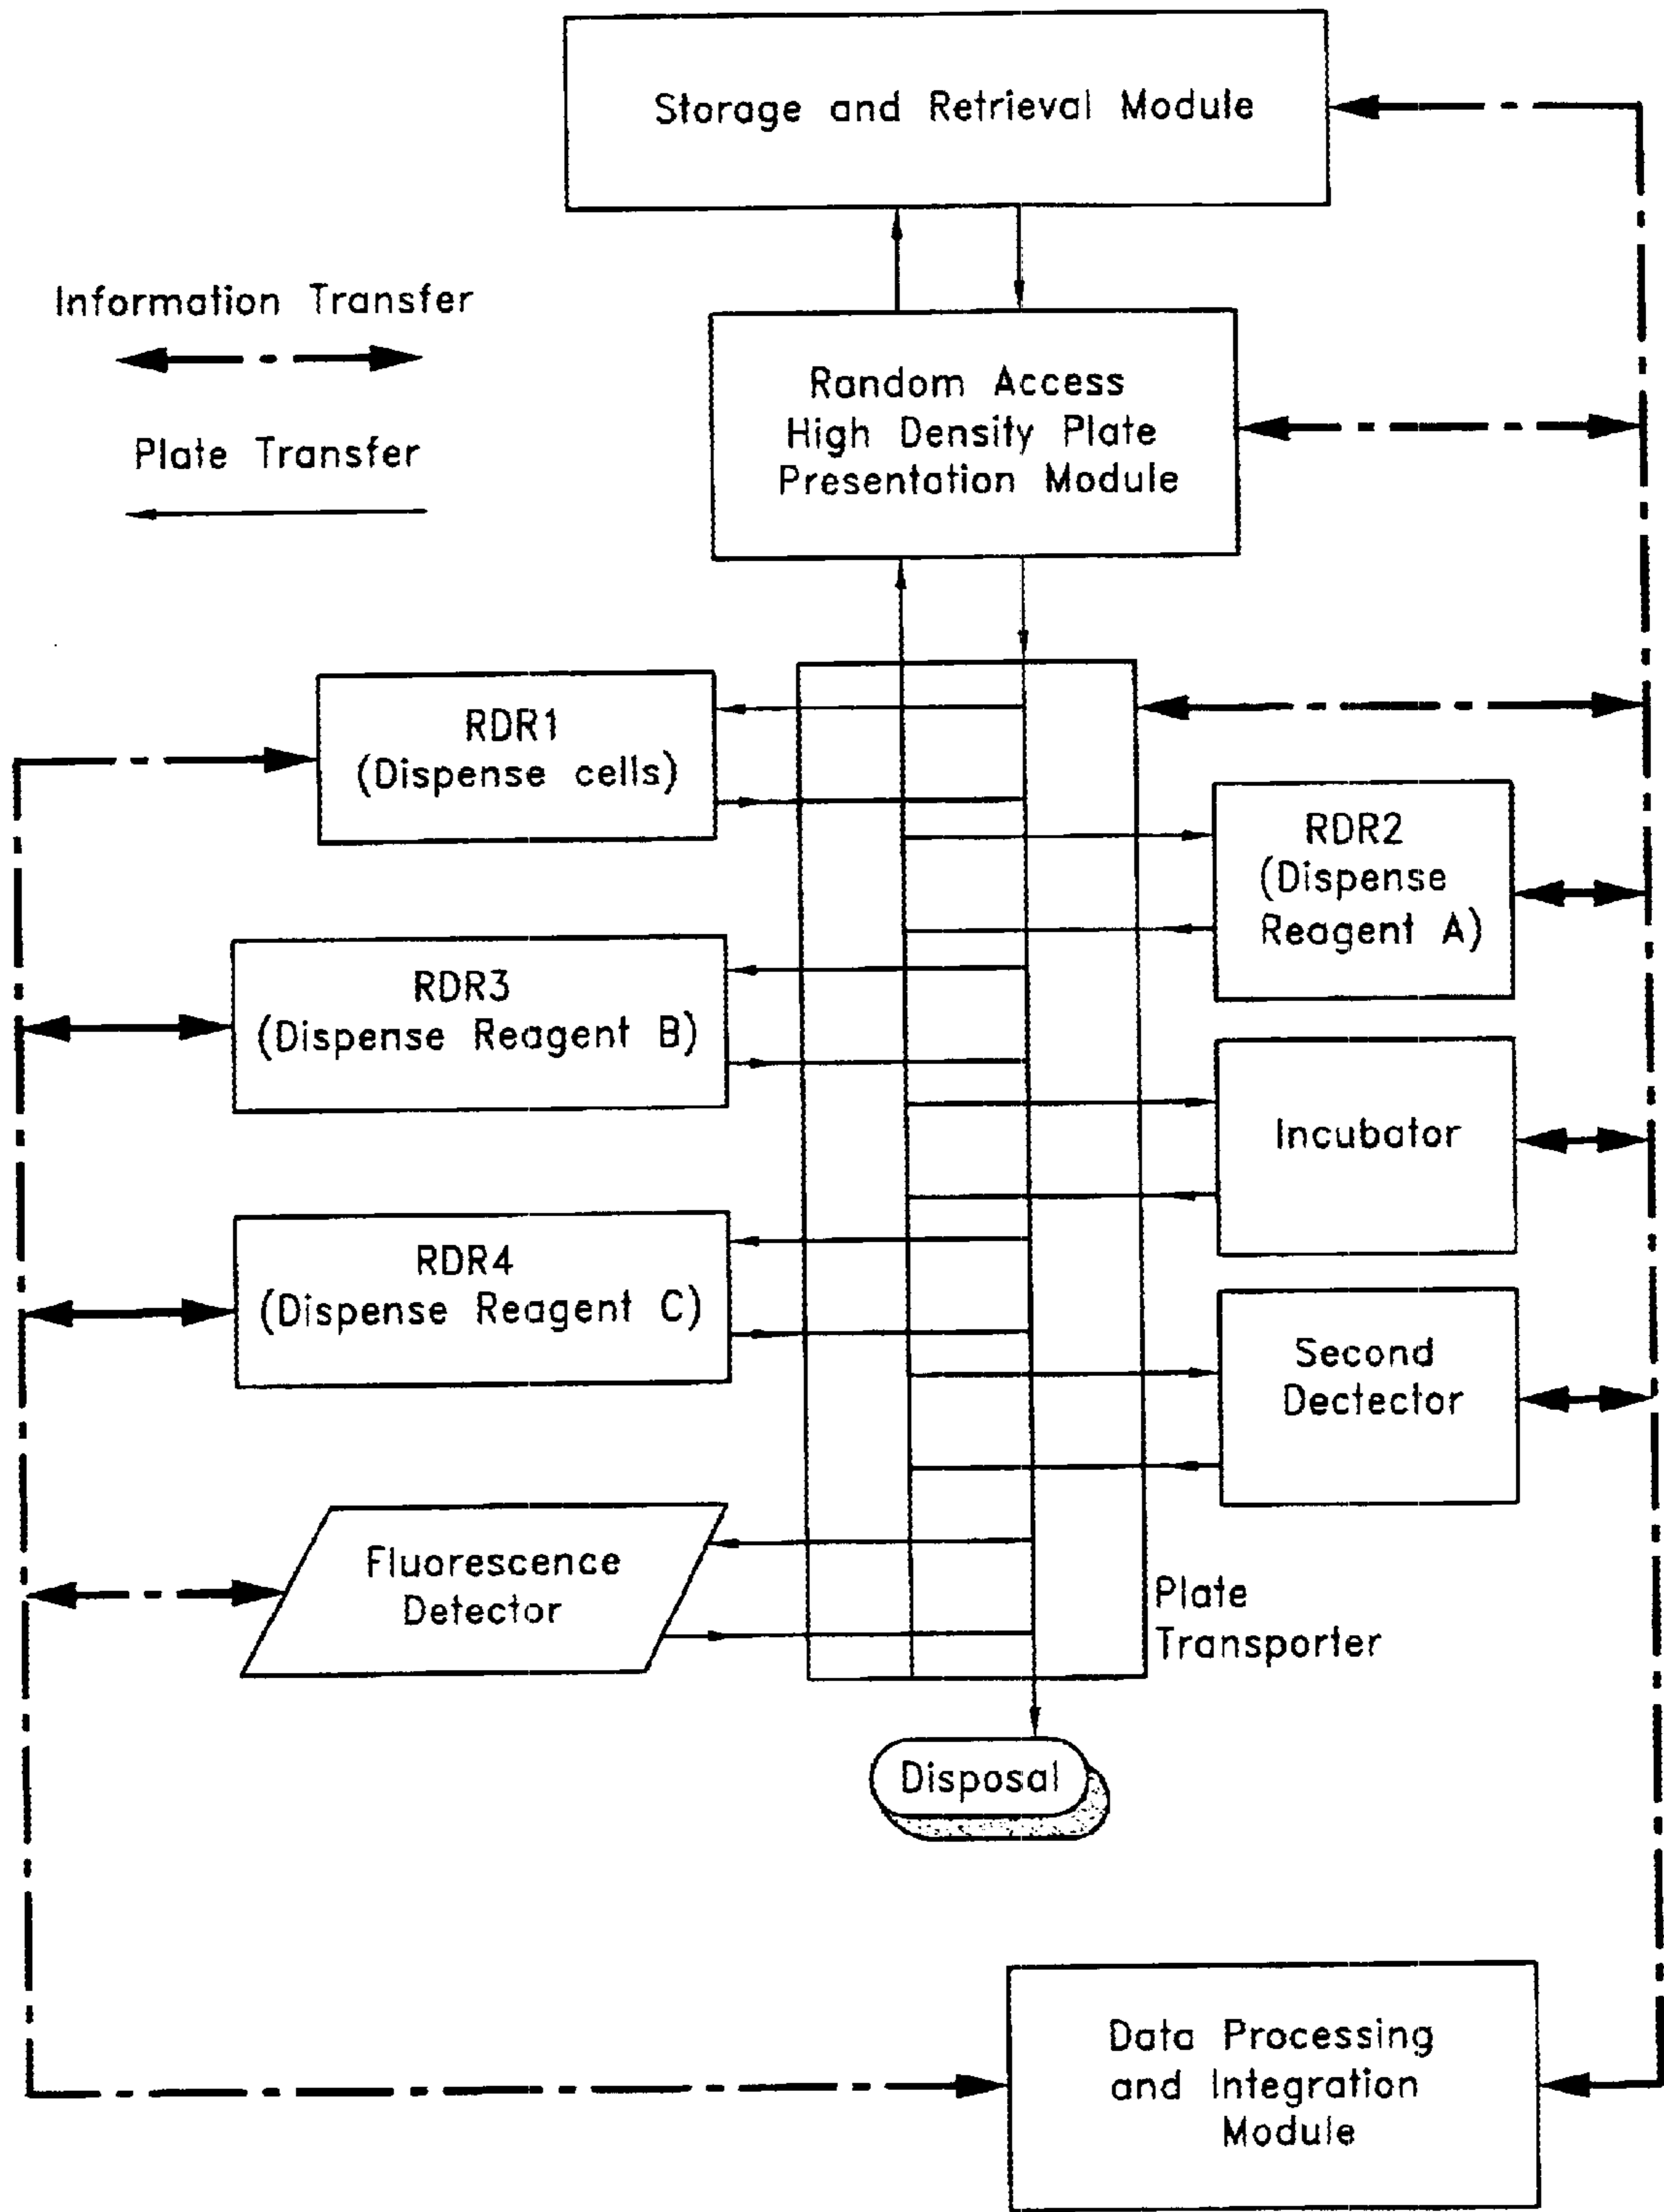 Storage and Retrieval Module
Information Transfer
Plate Transfer
Random Access
High Density Plate
Presentation Module
RDR1
(Dispense cells)
RDR2
(Dispense
Reagent A)
RDR3
(Dispense Reagent B)
Incubator
RDR4
(Dispense Reagent C)
Second
Dectector
Fluorescence
Detector
Plate
Transporter
Disposal
Data Processing
and Integration
Module